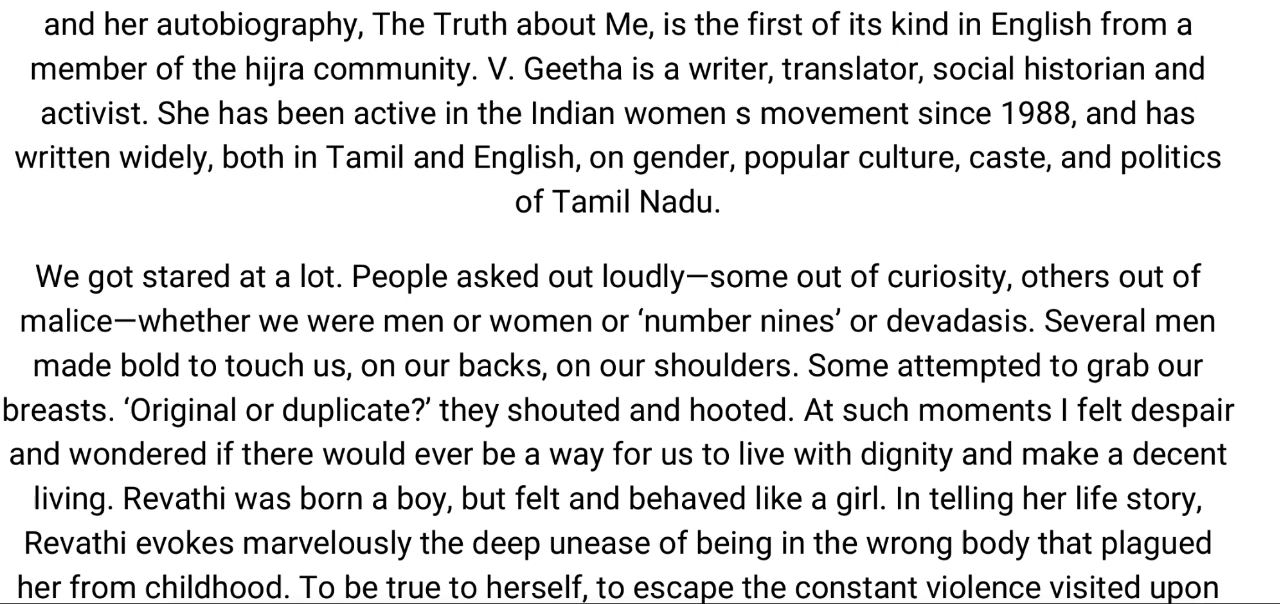 and her autobiography, The Truth about Me, is the first of its kind in English from a
member of the hijra community. V. Geetha is a writer, translator, social historian and
activist. She has been active in the Indian women s movement since 1988, and has
written widely, both in Tamil and English, on gender, popular culture, caste, and politics
of Tamil Nadu.
We got stared at a lot. People asked out loudly—some out of curiosity, others out of
malice—whether we were men or women or ‘number nines’ or devadasis. Several men
made bold to touch us, on our backs, on our shoulders. Some attempted to grab our
breasts. ‘Original or duplicate?’ they shouted and hooted. At such moments I felt despair
and wondered if there would ever be a way for us to live with dignity and make a decent
living. Revathi was born a boy, but felt and behaved like a girl. In telling her life story,
Revathi evokes marvelously the deep unease of being in the wrong body that plagued
her from childhood. To be true to herself, to escape the constant violence visited upon